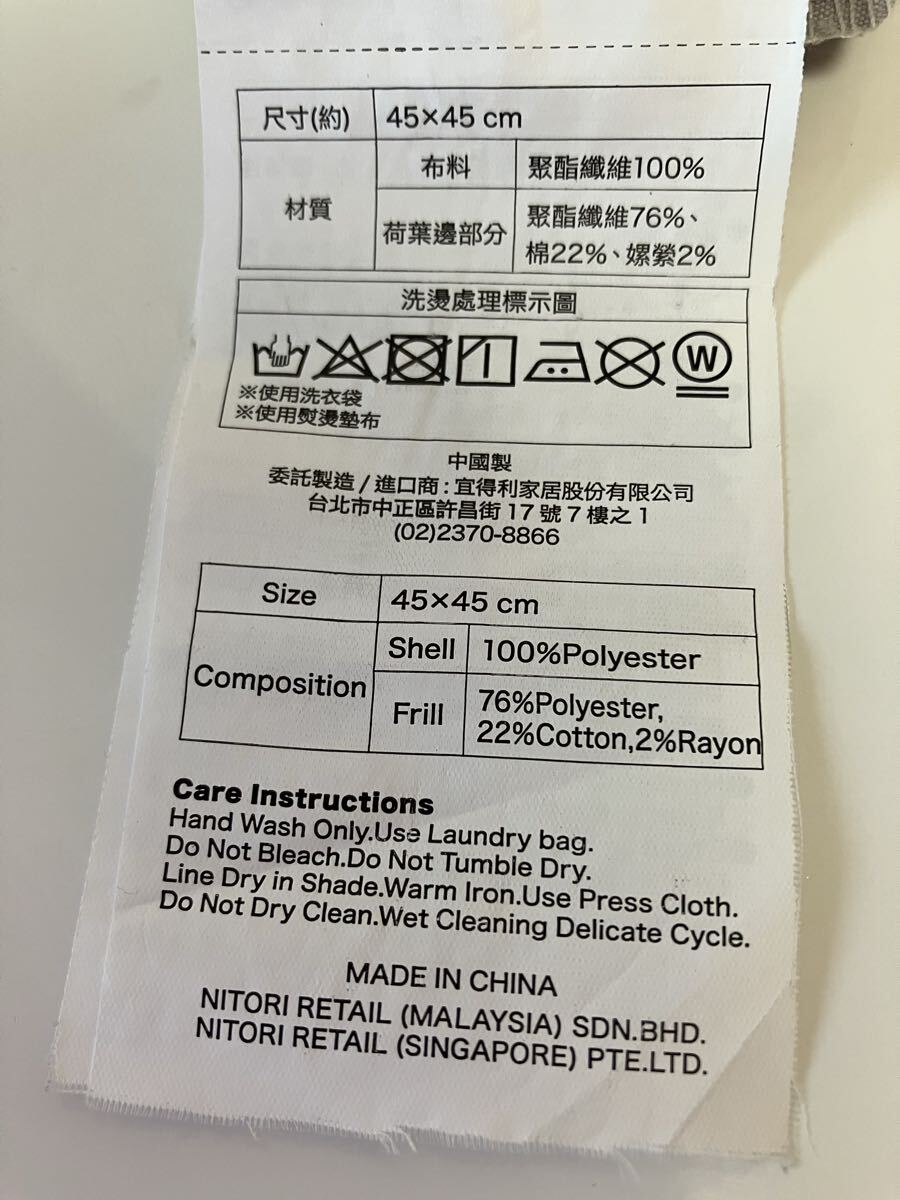 尺寸(約) 45×45 cm
材質 布料 聚酯纖維100%
荷葉邊部分 聚酯纖維76%、
棉22%、嫘縈2%
洗燙處理標示圖
W
※使用洗衣袋
※使用熨燙墊布
中國製
委託製造/進口商:宜得利家居股份有限公司
台北市中正區許昌街17號7樓之1
(02)2370-8866
Size 45×45 cm
Composition Shell 100%Polyester
Frill 76%Polyester,
22%Cotton,2%Rayon
Care Instructions
Hand Wash Only.Use Laundry bag.
Do Not Bleach.Do Not Tumble Dry.
Line Dry in Shade.Warm Iron.Use Press Cloth.
Do Not Dry Clean.Wet Cleaning Delicate Cycle.
MADE IN CHINA
NITORI RETAIL (MALAYSIA) SDN.BHD.
NITORI RETAIL (SINGAPORE) PTE.LTD.